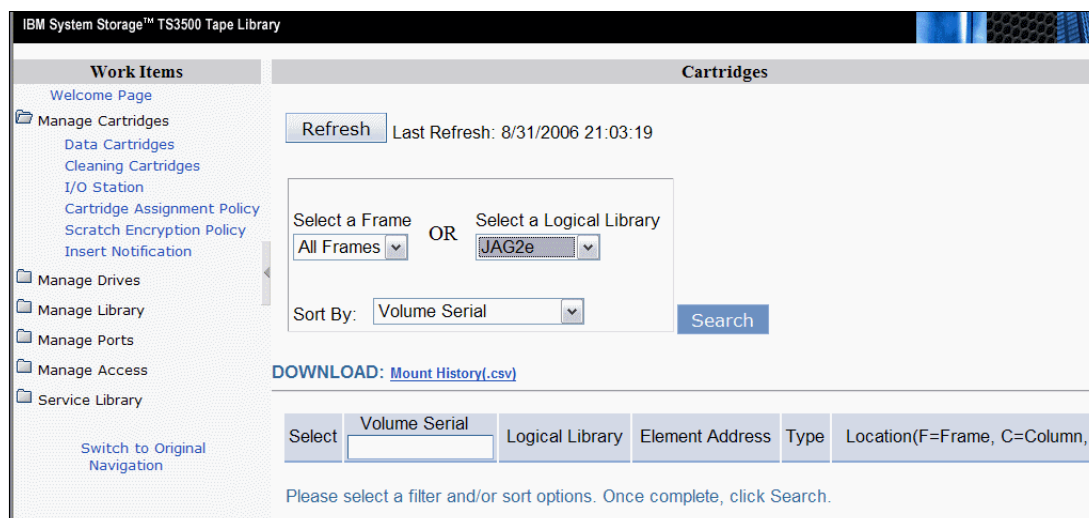 IBM System Storage™ TS3500 Tape Library
Work Items
Welcome Page
Manage Cartridges
Data Cartridges
Cleaning Cartridges
I/O Station
Cartridge Assignment Policy
Scratch Encryption Policy
Insert Notification
Manage Drives
Manage Library
Manage Ports
Manage Access
Service Library
Switch to Original
Navigation
Cartridges
Refresh Last Refresh: 8/31/2006 21:03:19
Select a Frame OR Select a Logical Library
All Frames JAG2e
Sort By: Volume Serial
Search
DOWNLOAD: Mount History(.csv)
Select Volume Serial Logical Library Element Address Type Location(F=Frame, C=Column,
Please select a filter and/or sort options. Once complete, click Search.